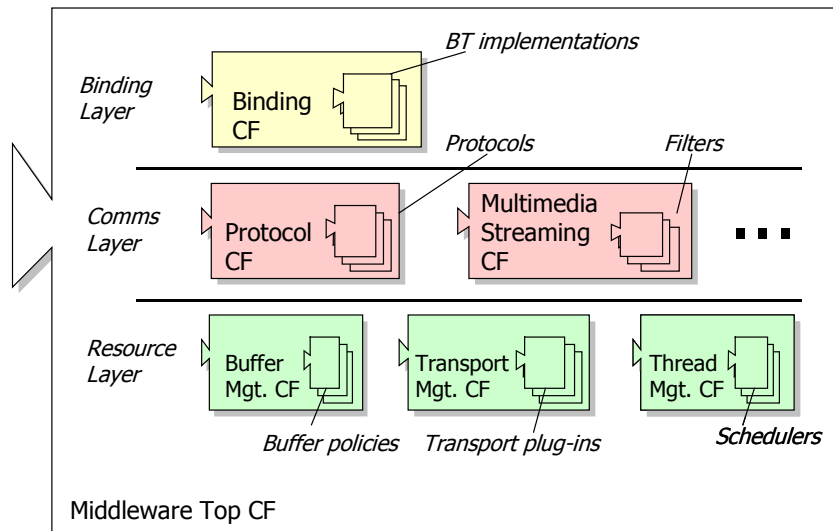 BT implementations
Binding
Layer
Binding
CF
Protocols
Filters
Comms
Layer
Protocol
CF
Multimedia
Streaming
CF
Resource
Layer
Buffer
Mgt. CF
Transport
Mgt. CF
Thread
Mgt. CF
Buffer policies
Transport plug-ins
Schedulers
Middleware Top CF